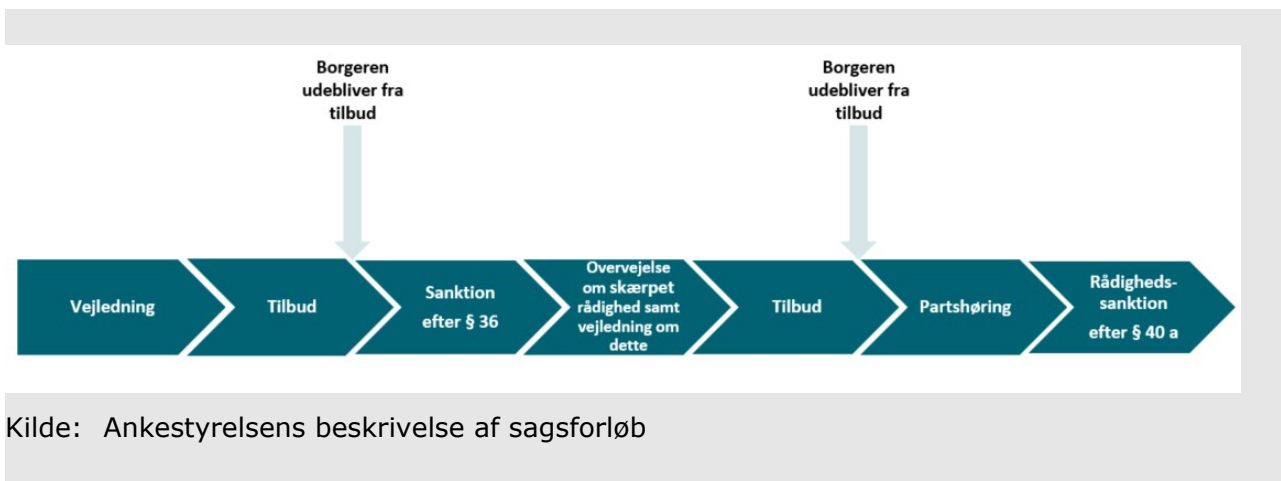 Borgeren
udebliver fra
tilbud
Borgeren
udebliver fra
tilbud
Vejledning
Tilbud
Sanktion
efter § 36
Overvejelse
om skærpet
rådighed samt
vejledning om
dette
Tilbud
Partshøring
Rådigheds-
sanktion
efter § 40 a
Kilde: Ankestyrelsens beskrivelse af sagsforløb